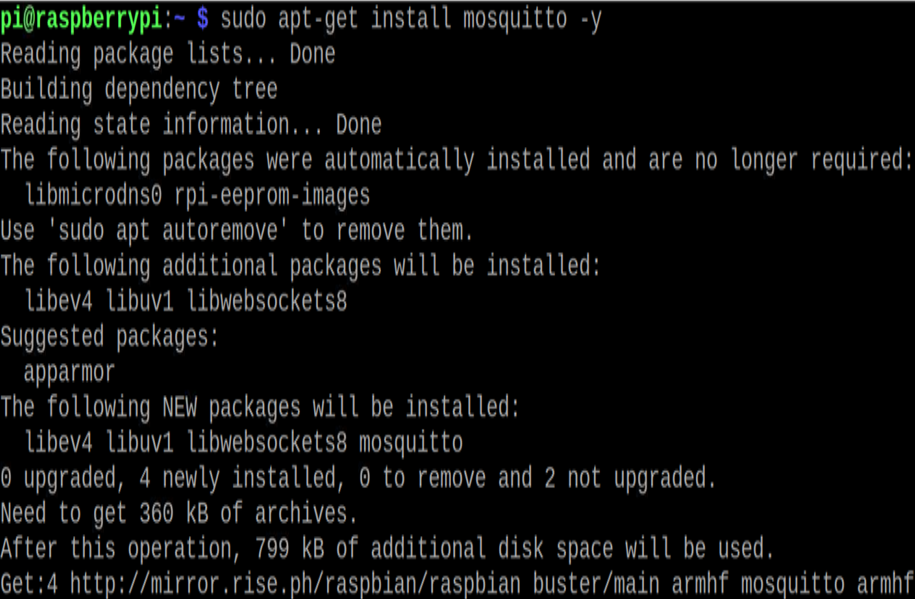 pi@raspberrypi:~ $ sudo apt-get install mosquitto -y
Reading package lists... Done
Building dependency tree
Reading state information... Done
The following packages were automatically installed and are no longer required:
  libmicrodns0 rpi-eeprom-images
Use 'sudo apt autoremove' to remove them.
The following additional packages will be installed:
  libev4 libuv1 libwebsockets8
Suggested packages:
  apparmor
The following NEW packages will be installed:
  libev4 libuv1 libwebsockets8 mosquitto
0 upgraded, 4 newly installed, 0 to remove and 2 not upgraded.
Need to get 360 kB of archives.
After this operation, 799 kB of additional disk space will be used.
Get:4 http://mirror.rise.ph/raspbian/raspbian buster/main armhf mosquitto armhf